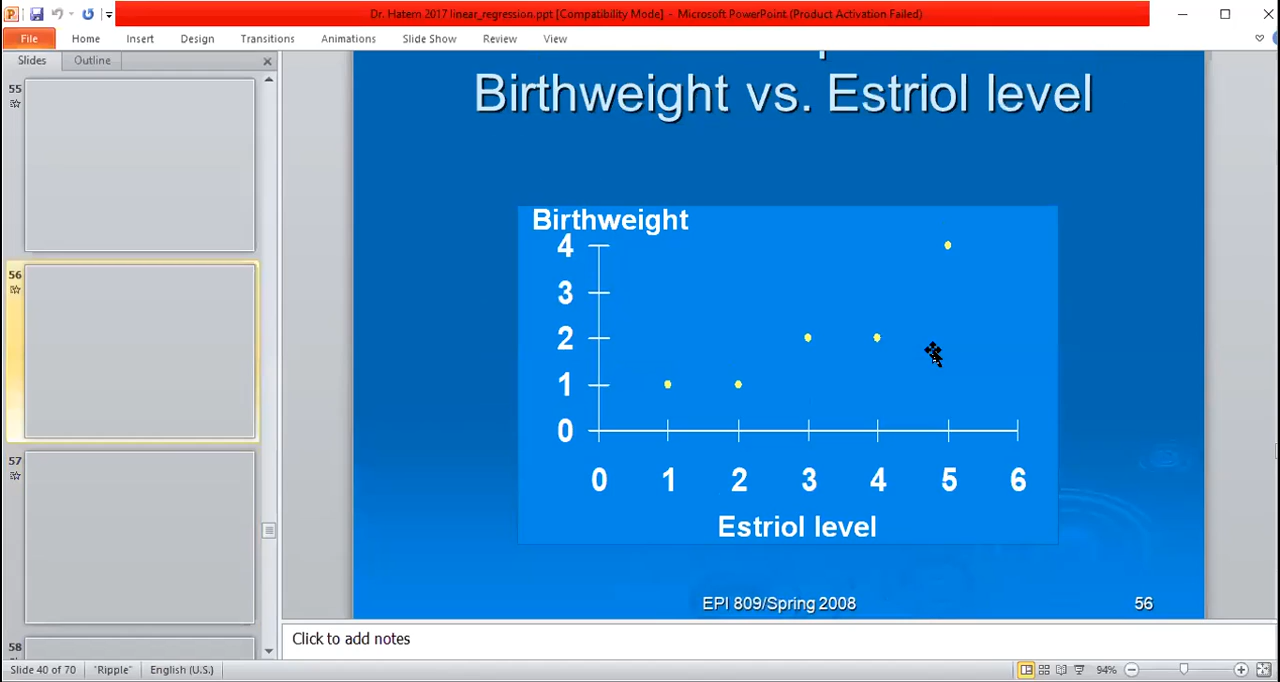 Dr. Hatem 2017 linear_regression.ppt [Compatibility Mode] - Microsoft PowerPoint (Product Activation Failed)
File Home Insert Design Transitions Animations Slide Show Review View
Slides Outline
55
56
57
58
Birthweight vs. Estriol level
Birthweight
4
3
2
1
0
0 1 2 3 4 5 6
Estriol level
EPI 809/Spring 2008 56
Click to add notes
Slide 40 of 70 "Ripple" English (U.S.) 94%